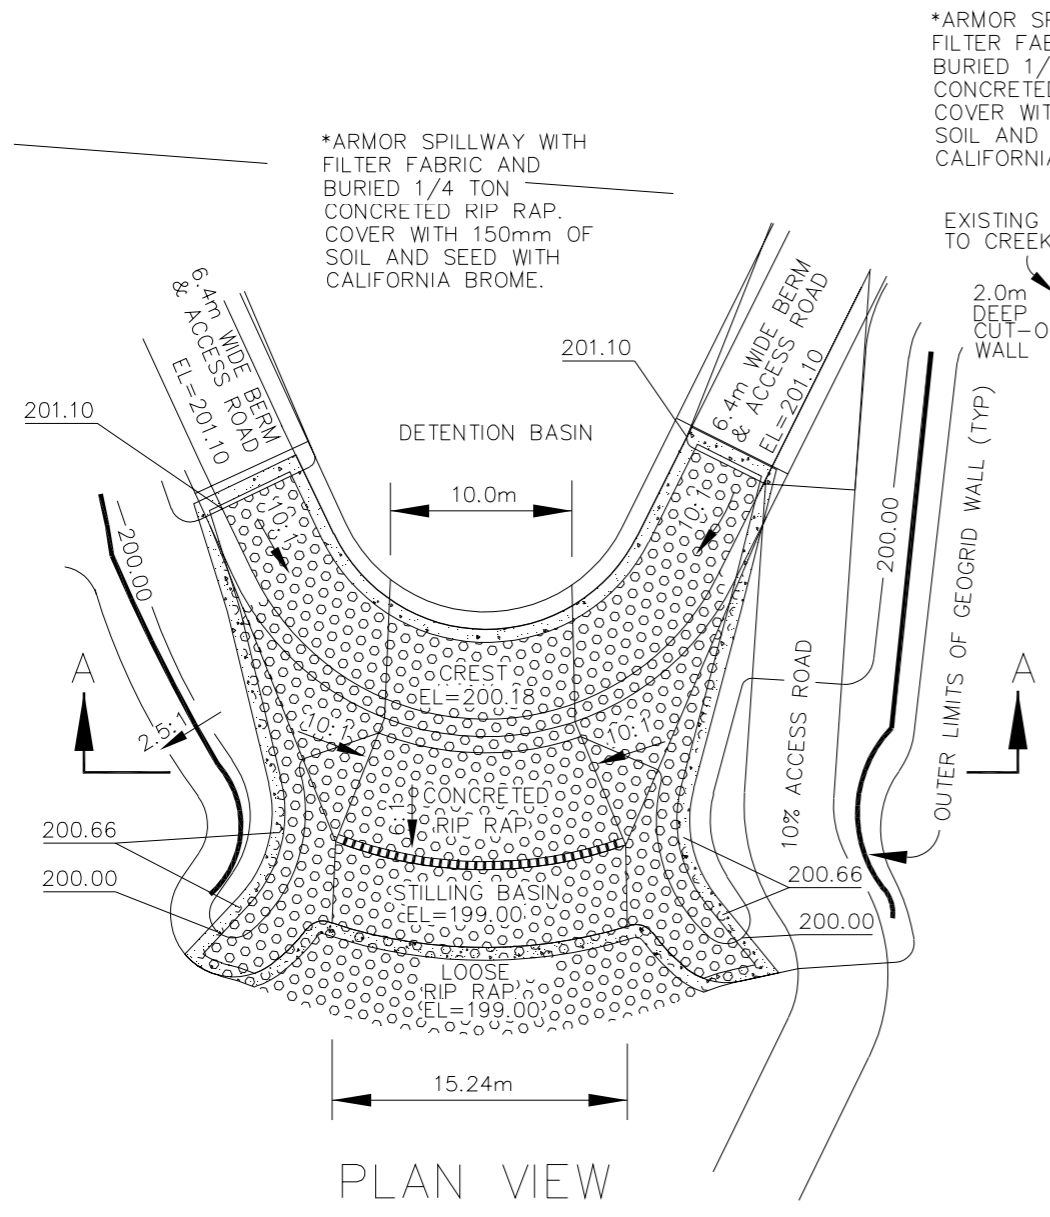 *ARMOR SPILLWAY WITH
FILTER FABRIC AND
BURIED 1/4 TON
CONCRETED RIP RAP.
COVER WITH 150mm OF
SOIL AND SEED WITH
CALIFORNIA BROME.
*ARMOR SP
FILTER FAB
BURIED 1/
CONCRETED
COVER WIT
SOIL AND
CALIFORNIA
EXISTING
TO CREEK
2.0m
DEEP
CUT-O
WALL
6.4m WIDE BERM
& ACCESS ROAD
EL=201.10
6.4m WIDE BERM
& ACCESS ROAD
EL=201.10
201.10
201.10
DETENTION BASIN
10.0m
10:1
10:1
200.00
200.00
CREST
EL=200.18
10:1
10:1
A
A
2.5:1
10% ACCESS ROAD
OUTER LIMITS OF GEOGRID WALL (TYP)
6:1
CONCRETED
RIP RAP
200.66
200.00
200.66
200.00
STILLING BASIN
EL=199.00
LOOSE
RIP RAP
EL=199.00
15.24m
PLAN VIEW